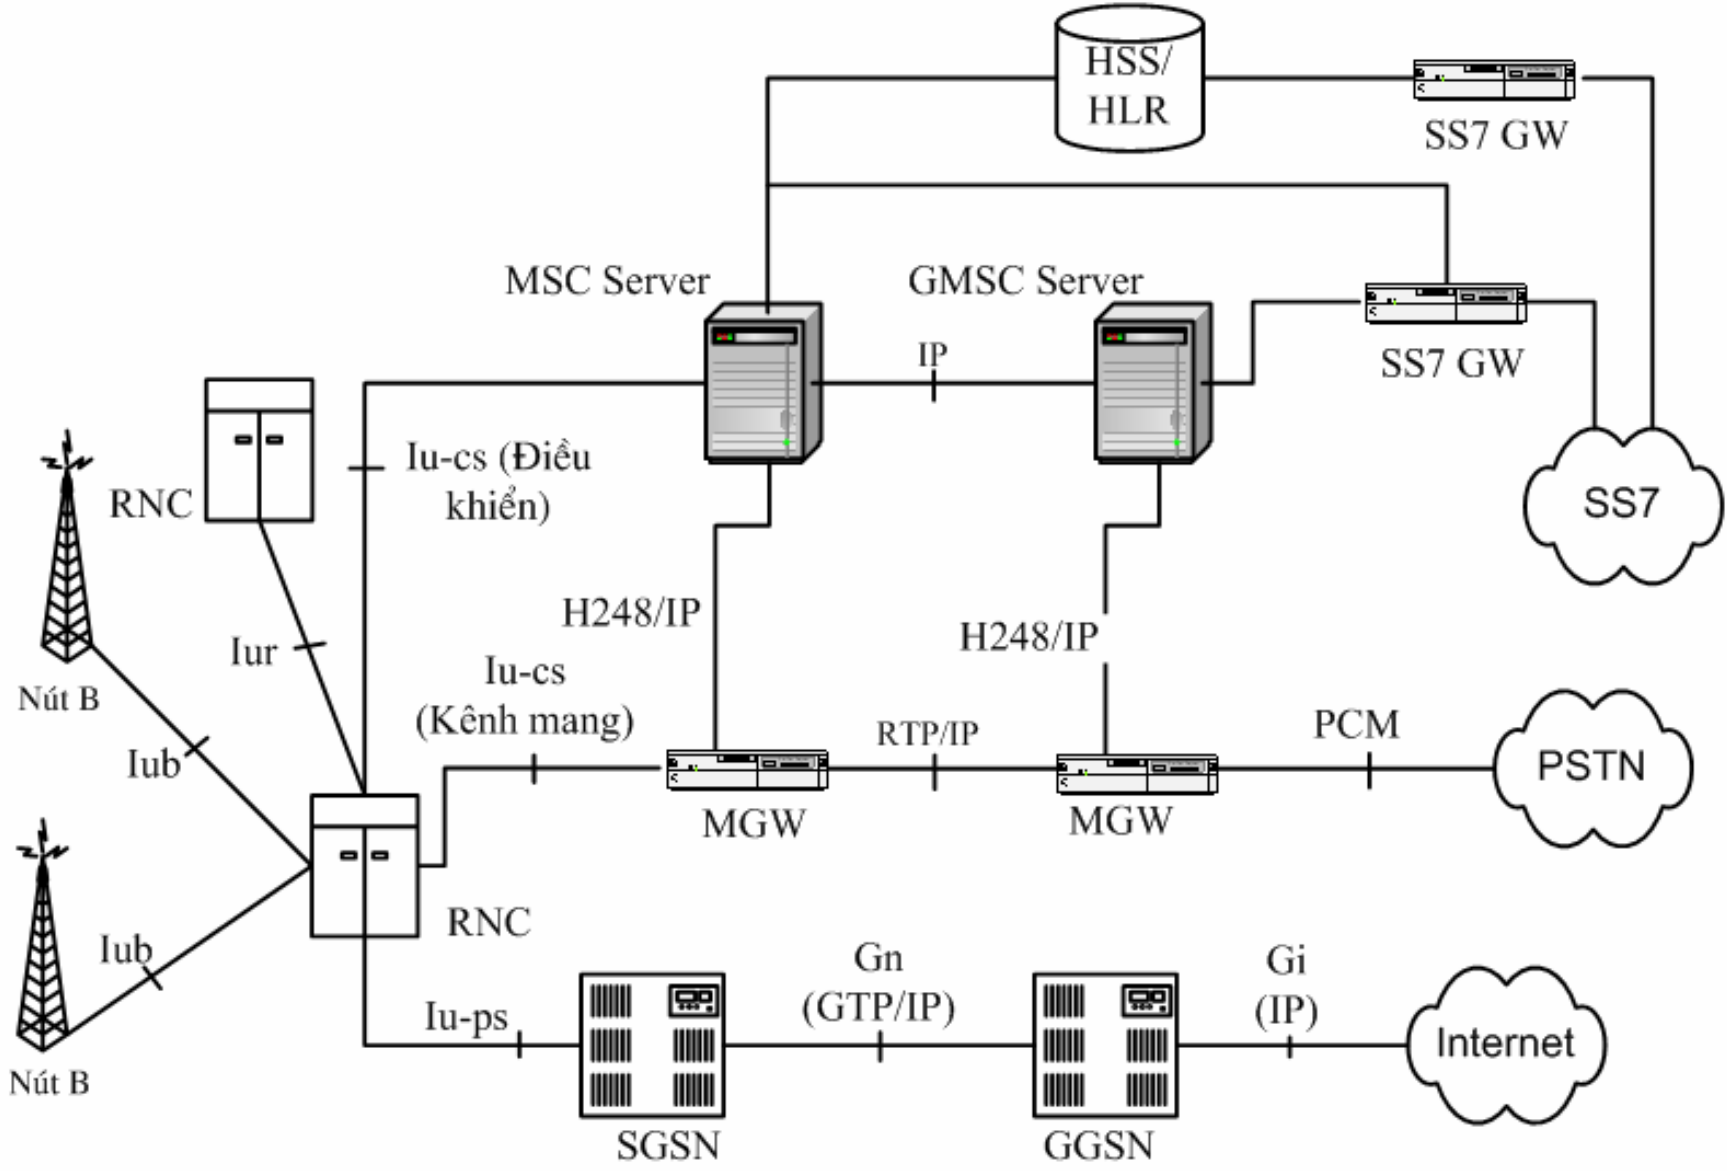 HSS/
HLR
SS7 GW
MSC Server
GMSC Server
IP
SS7 GW
RNC
Iu-cs (Điều
khiển)
SS7
H248/IP
H248/IP
Iur
Nút B
Iu-cs
(Kênh mang)
RTP/IP
PCM
PSTN
Iub
MGW
MGW
RNC
Iub
Iu-ps
Gn
(GTP/IP)
Gi
(IP)
Internet
Nút B
SGSN
GGSN